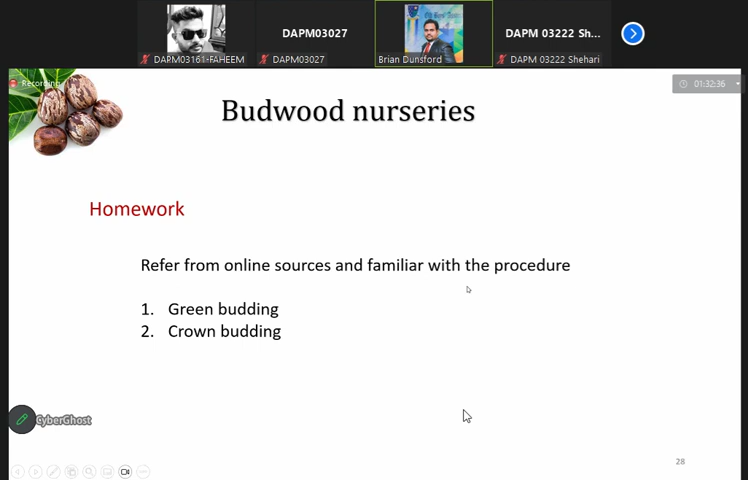 DAPM03027
DAPM 03222 Sh...
DAPM03161-FAHEEM
DAPM03027
Brian Dunsford
DAPM 03222 Shehari
Recording
01:32:36
Budwood nurseries
Homework
Refer from online sources and familiar with the procedure
1. Green budding
2. Crown budding
CyberGhost
28